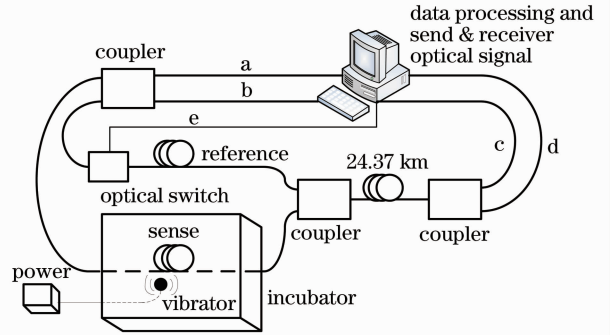 data processing and
send & receiver
optical signal
coupler
a
b
e
c
d
reference
24.37 km
optical switch
coupler
coupler
sense
power
vibrator
incubator